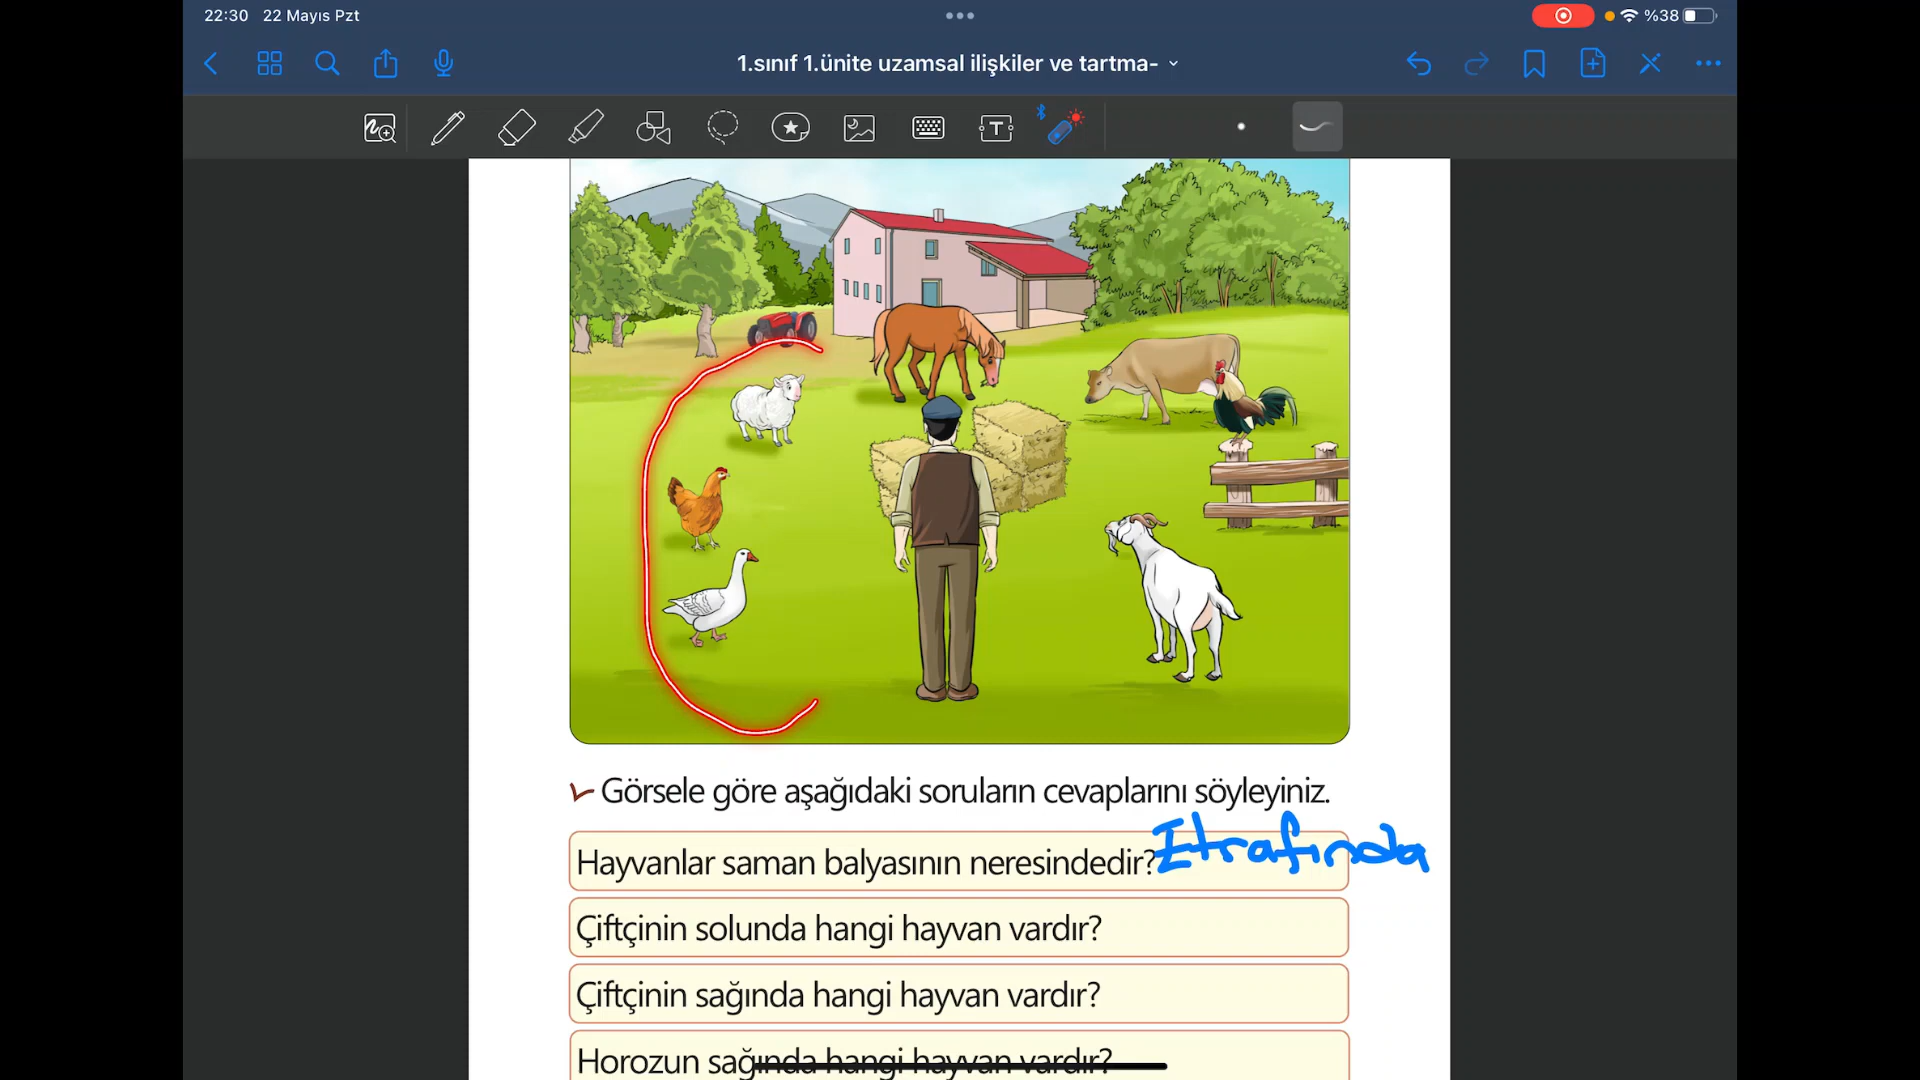 22:30 22 Mayıs Pzt
%38
1.sınıf 1.ünite uzamsal ilişkiler ve tartma-
T
Görsele göre aşağıdaki soruların cevaplarını söyleyiniz.
Hayvanlar saman balyasının neresindedir? Etrafında
Çiftçinin solunda hangi hayvan vardır?
Çiftçinin sağında hangi hayvan vardır?
Horozun sağında hangi hayvan vardır?